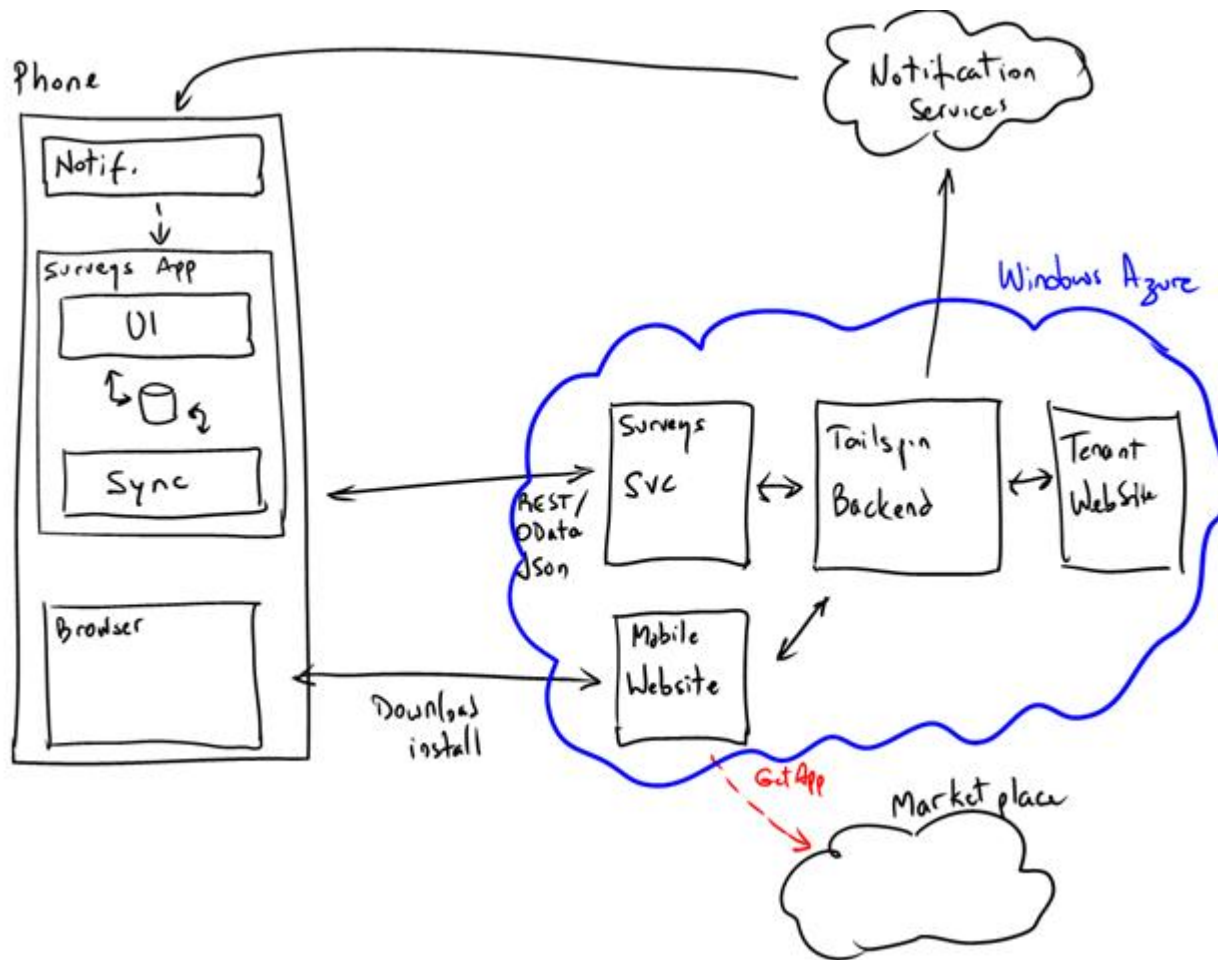 Phone
Notif.
Surveys App
UI
Sync
Browser
Notification
Services
Windows Azure
Surveys
SVC
Tailspin
Backend
Tenant
WebSite
REST/
OData
Json
Mobile
Website
Download
install
Get App
Market place